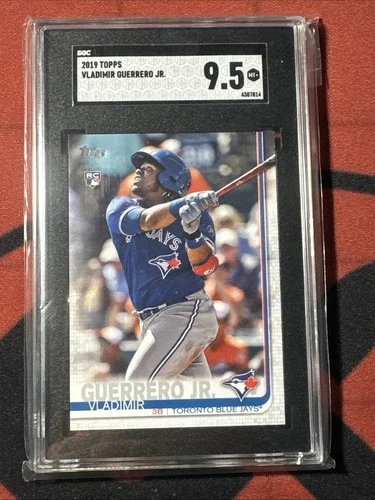 SGC
2019 TOPPS
VLADIMIR GUERRERO JR.
9.5
MT+
4387814
Topps
RC
JAYS
GUERRERO JR.
VLADIMIR
3B | TORONTO BLUE JAYS®